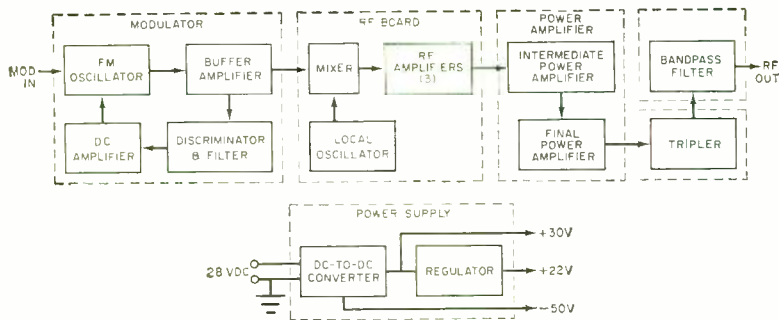 MODULATOR
RF BOARD
POWER
AMPLIFIER
MOD
IN
FM
OSCILLATOR
BUFFER
AMPLIFIER
MIXER
RF
AMPLIFIERS
(3)
INTERMEDIATE
POWER
AMPLIFIER
BANDPASS
FILTER
RF
OUT
DC
AMPLIFIER
DISCRIMINATOR
& FILTER
LOCAL
OSCILLATOR
FINAL
POWER
AMPLIFIER
TRIPLER
POWER SUPPLY
28 VDC
DC-TO-DC
CONVERTER
REGULATOR
+30V
+22V
-50V